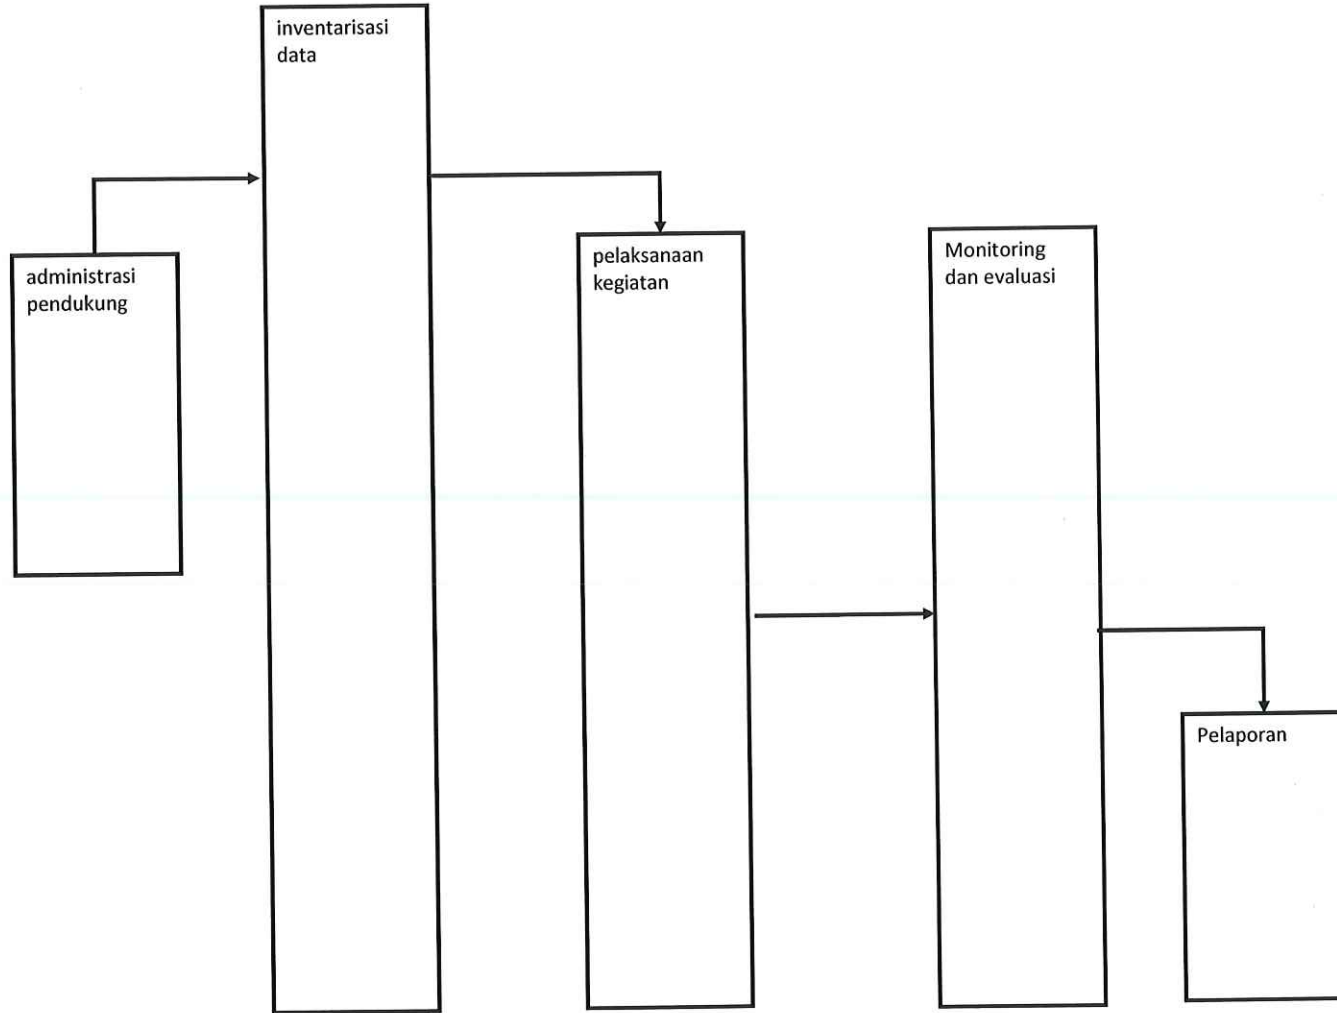 inventarisasi
data
administrasi
pendukung
pelaksanaan
kegiatan
Monitoring
dan evaluasi
Pelaporan